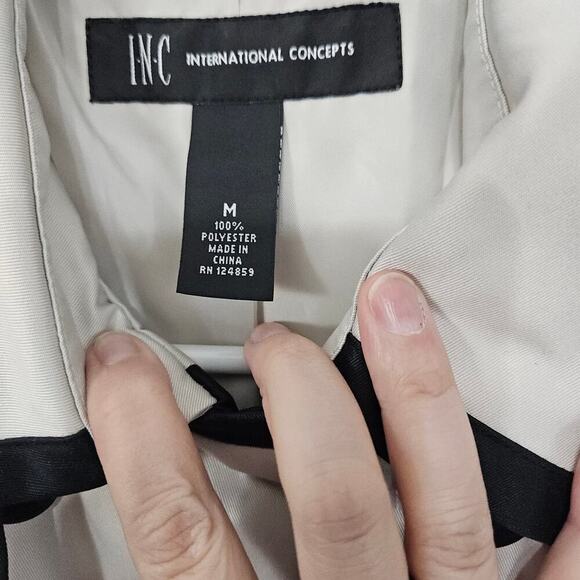 I·N·C INTERNATIONAL CONCEPTS
M
100%
POLYESTER
MADE IN
CHINA
RN 124859